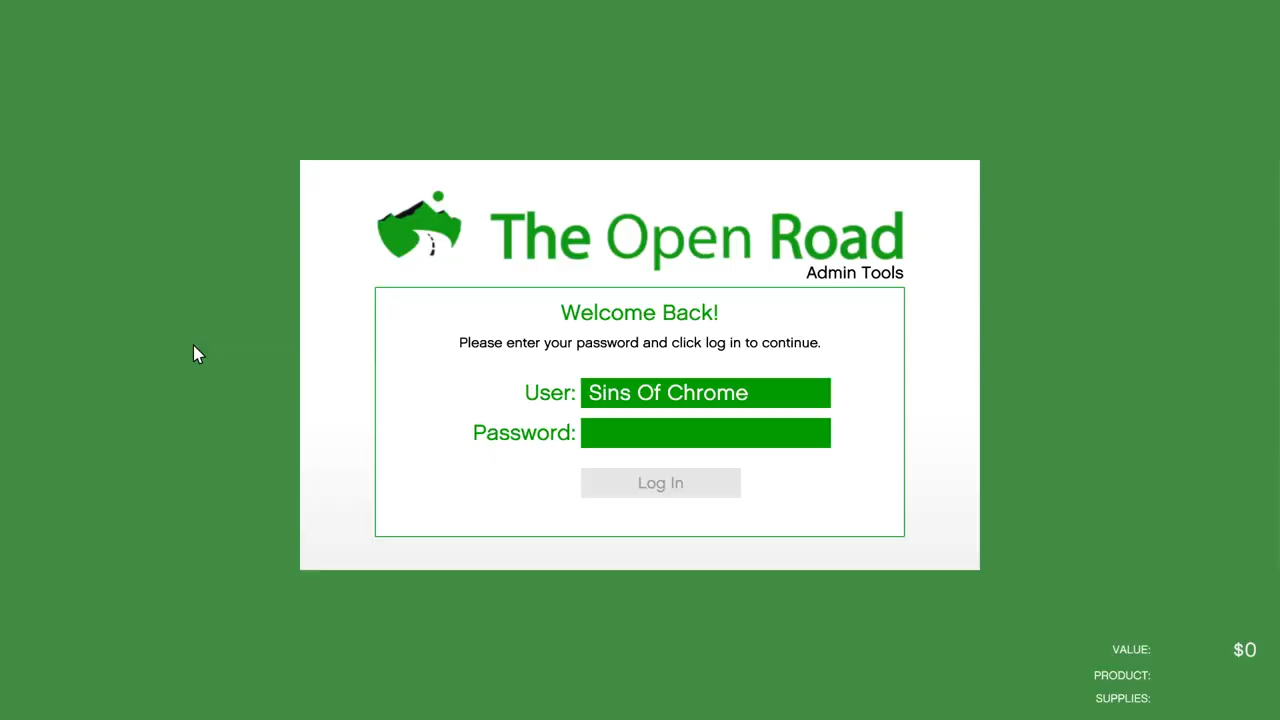 The Open Road
Admin Tools
Welcome Back!
Please enter your password and click log in to continue.
User: Sins Of Chrome
Password:
Log In
VALUE: $0
PRODUCT:
SUPPLIES: